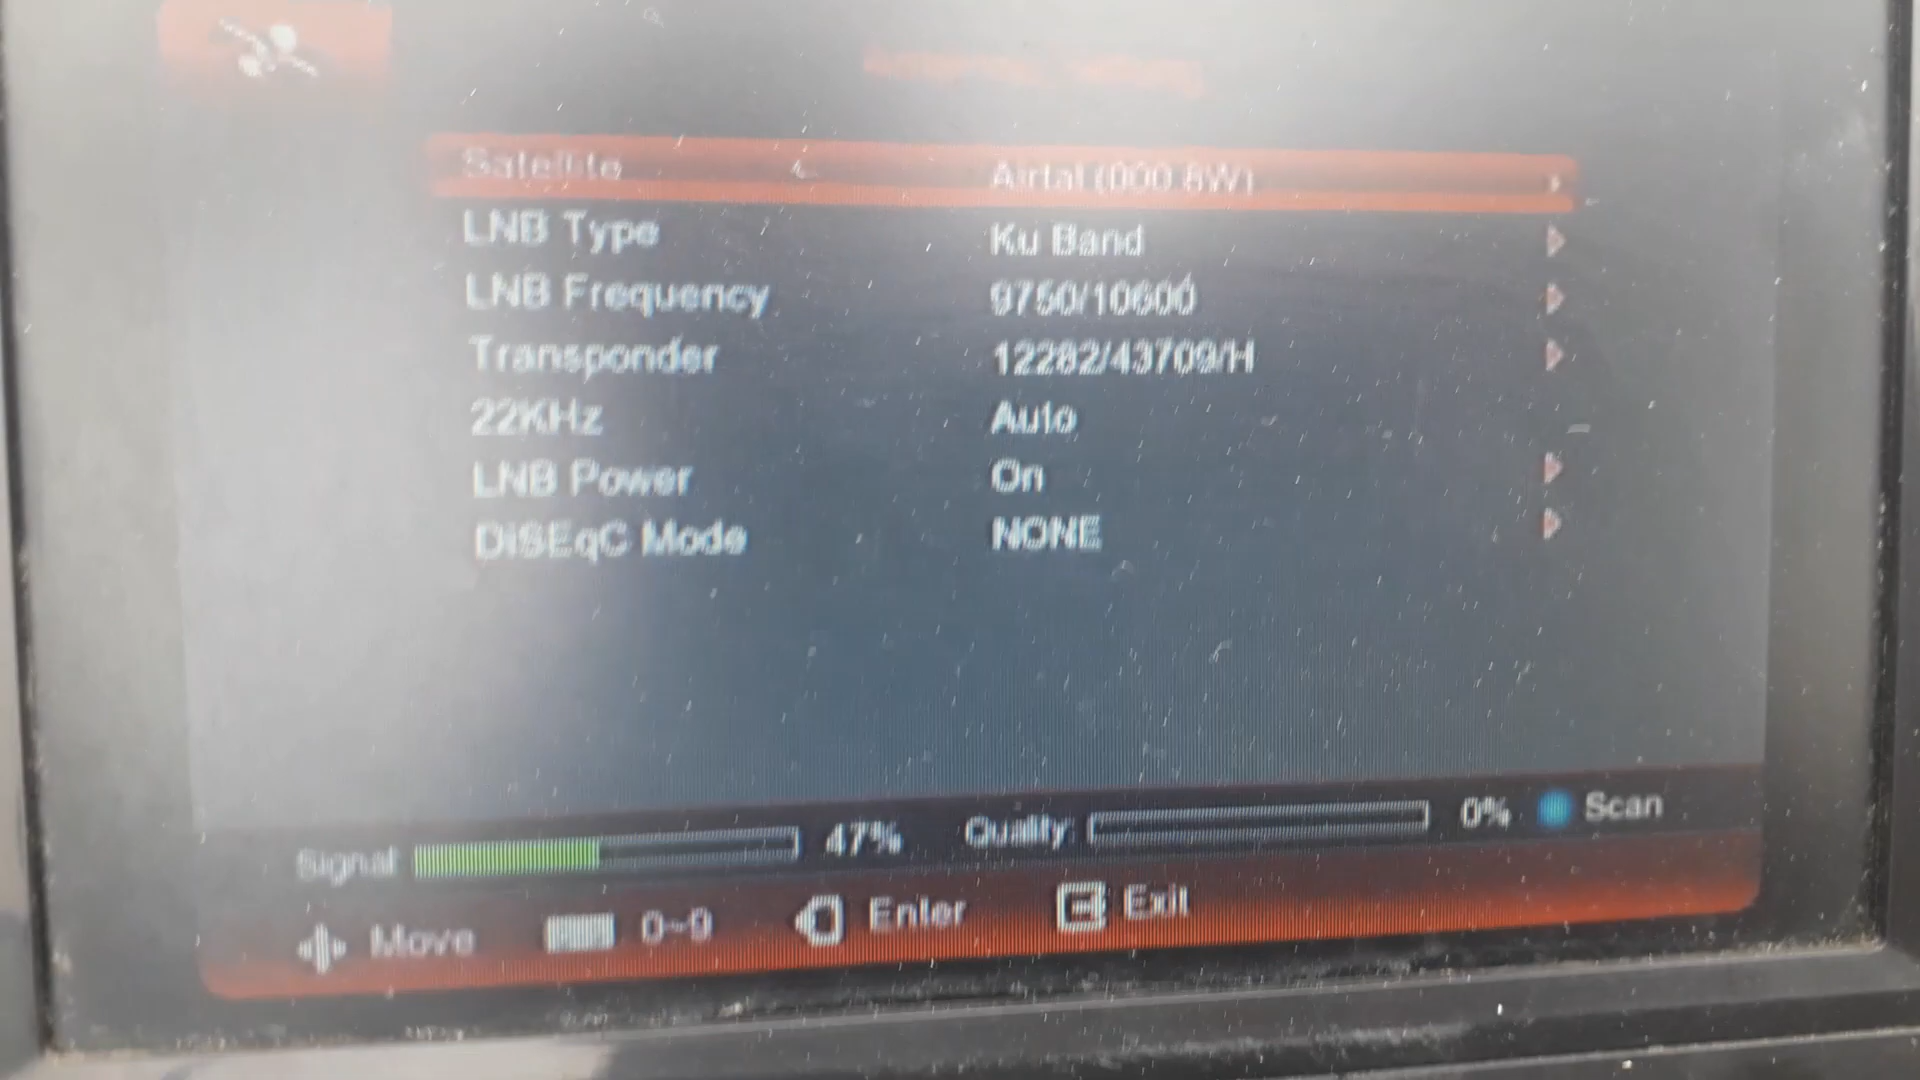 Satellite Airtal (000.8W)
LNB Type Ku Band
LNB Frequency 9750/10600
Transponder 12282/43709/H
22KHz Auto
LNB Power On
DiSEqC Mode NONE
Signal 47% Quality 0% Scan
Move 0~9 Enter Exit